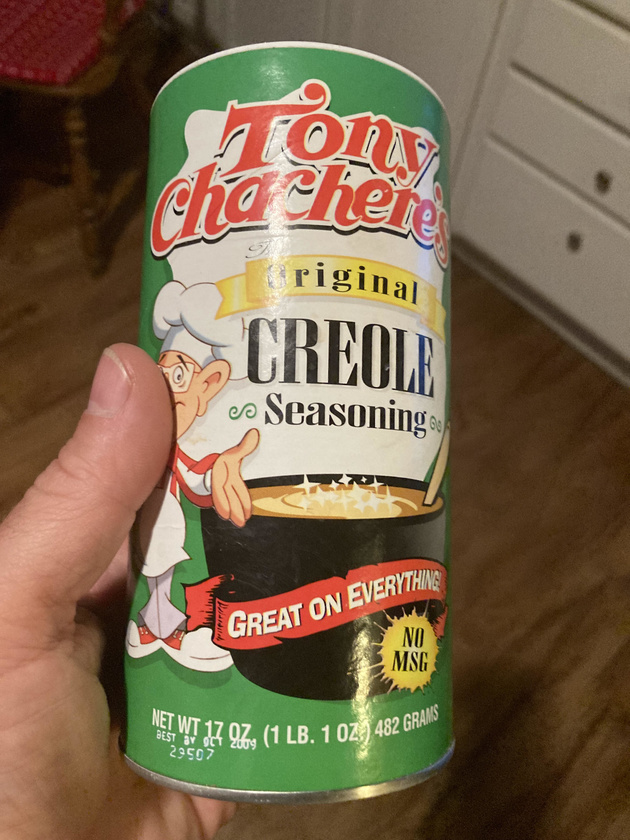 Tony
Chachere's
The
Original
CREOLE
Seasoning
GREAT ON EVERYTHING!
NO
MSG
NET WT 17 OZ. (1 LB. 1 OZ.) 482 GRAMS
BEST BY OCT 2009
29507